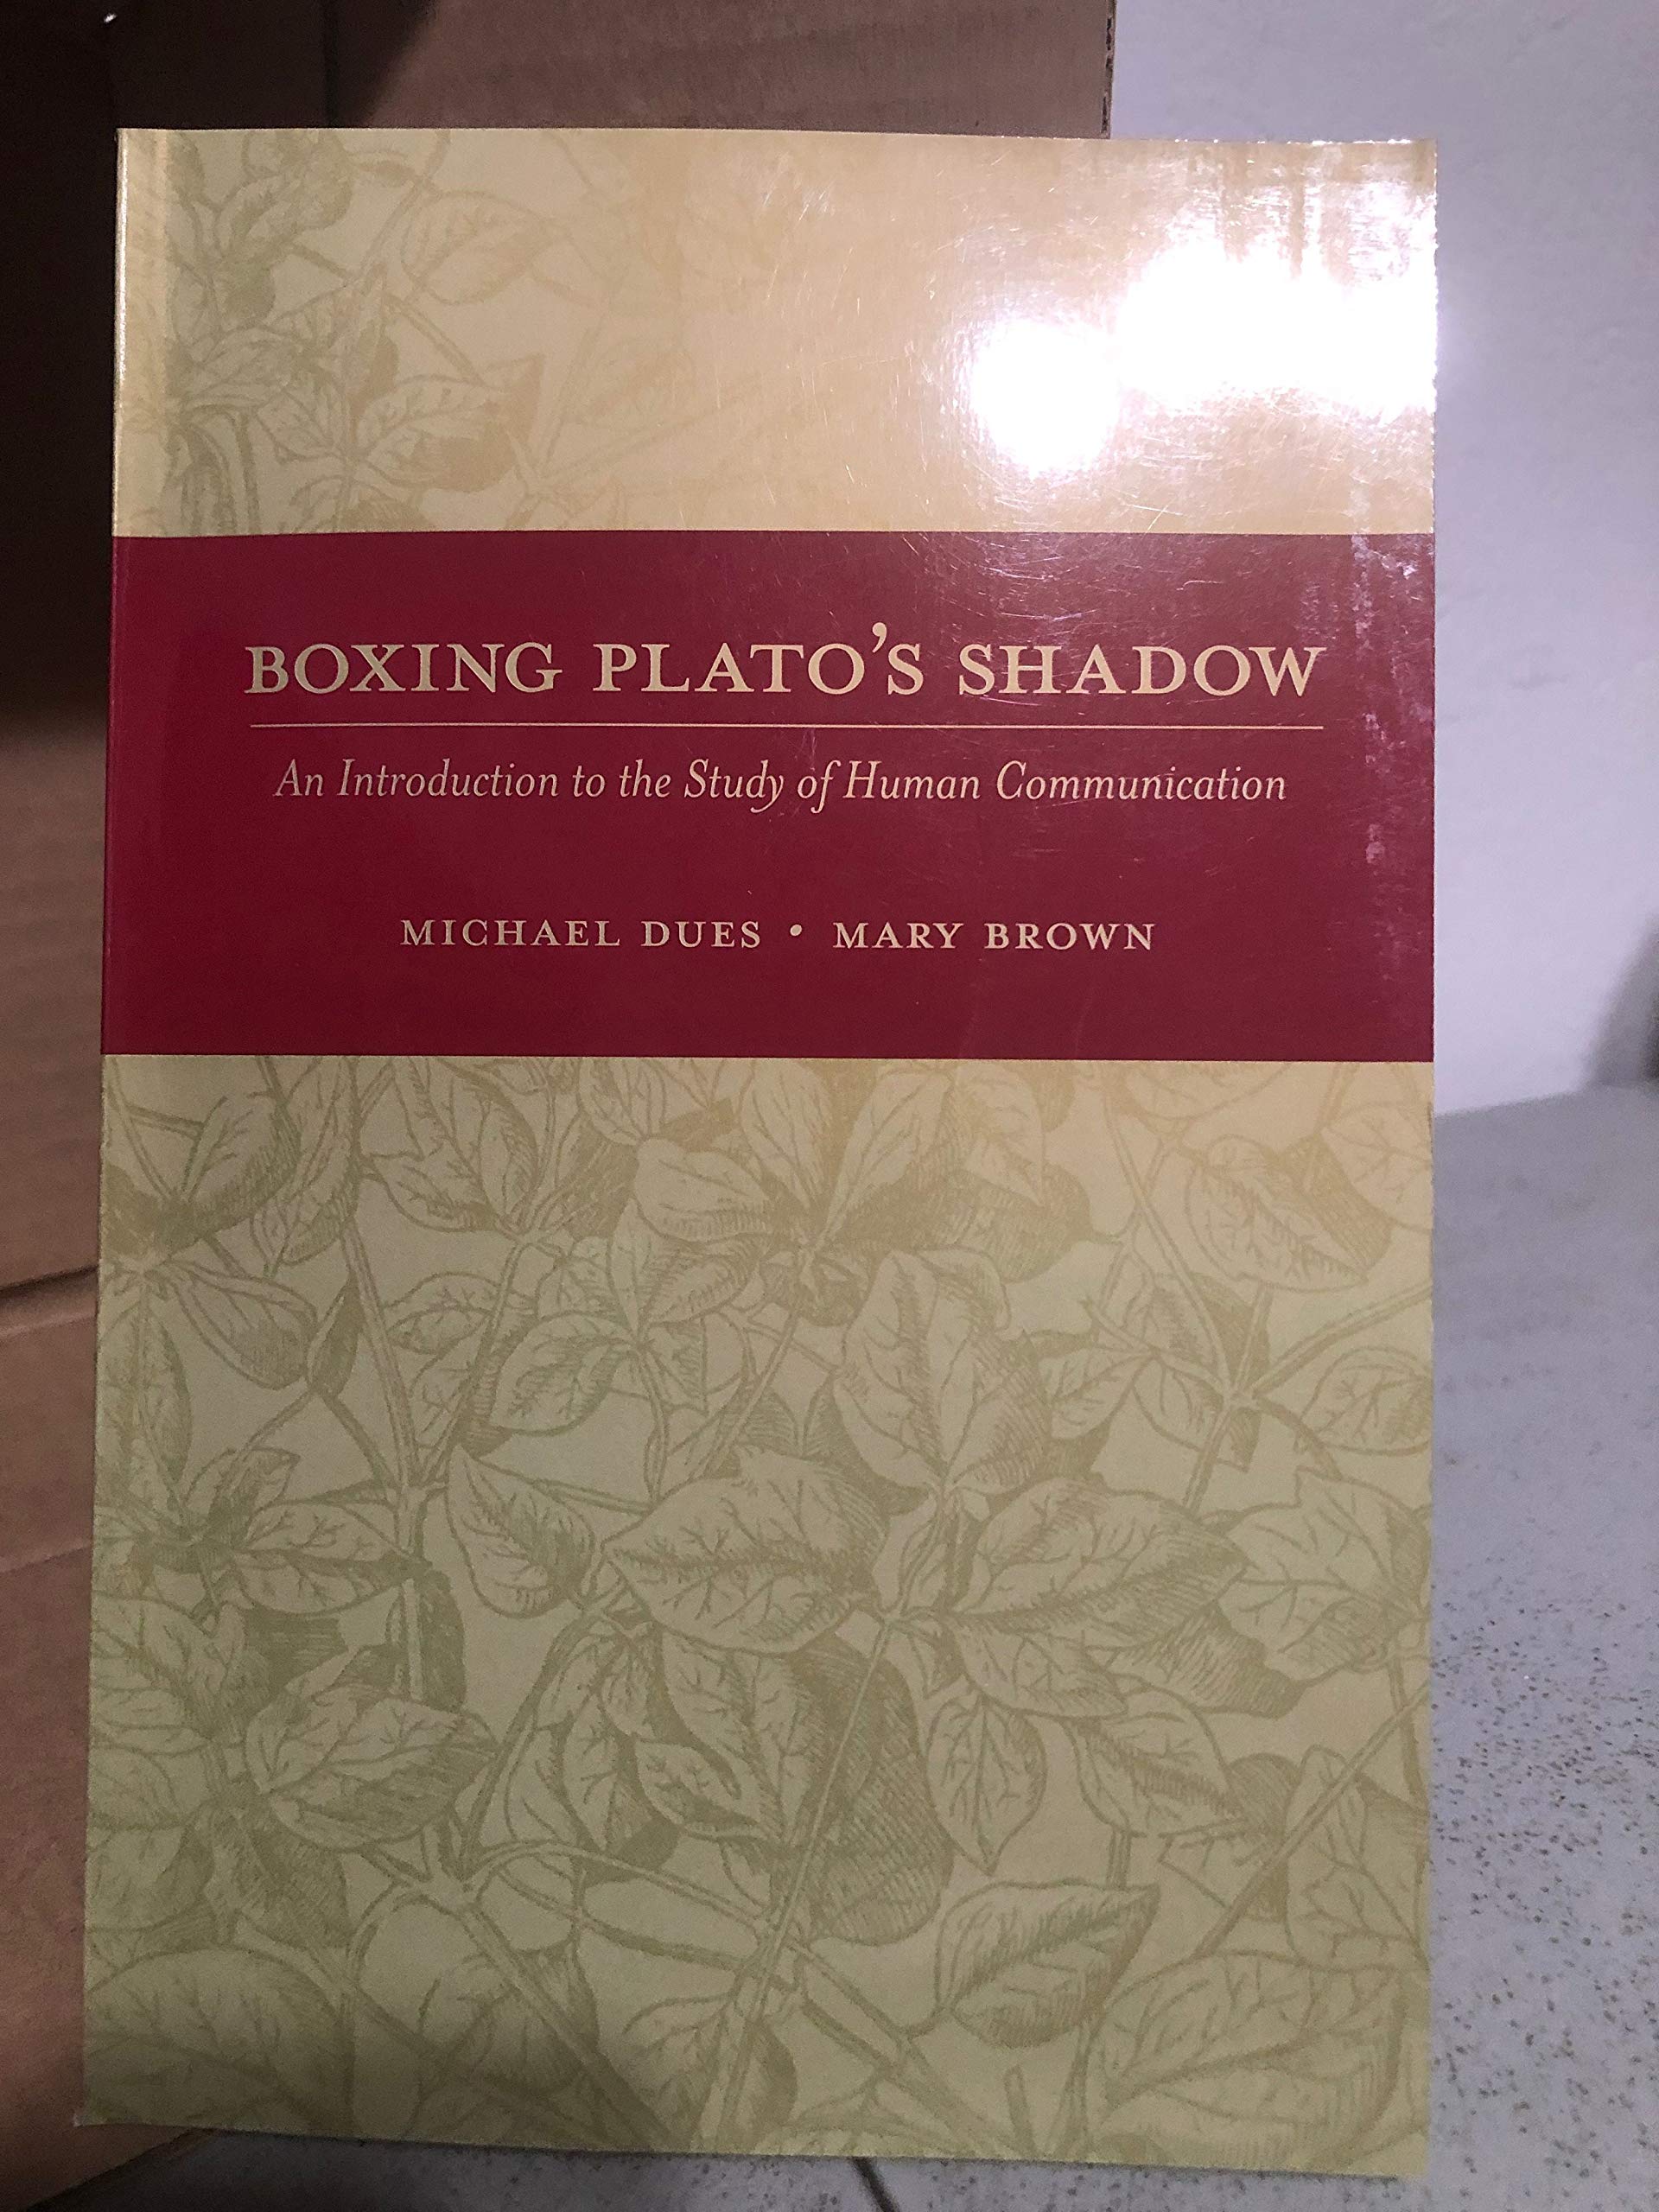 BOXING PLATO'S SHADOW
An Introduction to the Study of Human Communication
MICHAEL DUES • MARY BROWN